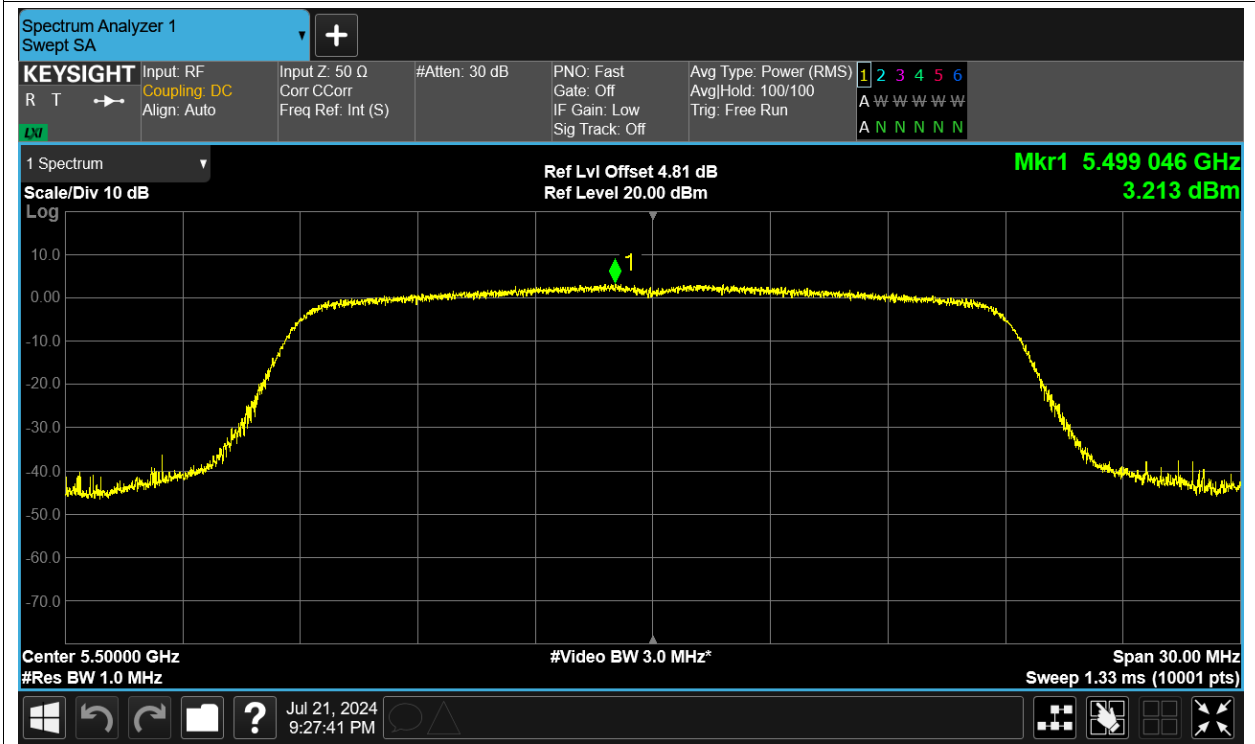 Spectrum Analyzer 1
Swept SA
KEYSIGHT
R T
LXI
Input: RF
Coupling: DC
Align: Auto
Input Z: 50 Ω
Corr CCorr
Freq Ref: Int (S)
#Atten: 30 dB
PNO: Fast
Gate: Off
IF Gain: Low
Sig Track: Off
Avg Type: Power (RMS)
Avg|Hold: 100/100
Trig: Free Run
1 2 3 4 5 6
A W W W W W
A N N N N N
1 Spectrum
Scale/Div 10 dB
Log
Ref Lvl Offset 4.81 dB
Ref Level 20.00 dBm
Mkr1 5.499 046 GHz
3.213 dBm
1
10.0
0.00
-10.0
-20.0
-30.0
-40.0
-50.0
-60.0
-70.0
Center 5.50000 GHz
#Res BW 1.0 MHz
#Video BW 3.0 MHz*
Span 30.00 MHz
Sweep 1.33 ms (10001 pts)
?
Jul 21, 2024
9:27:41 PM